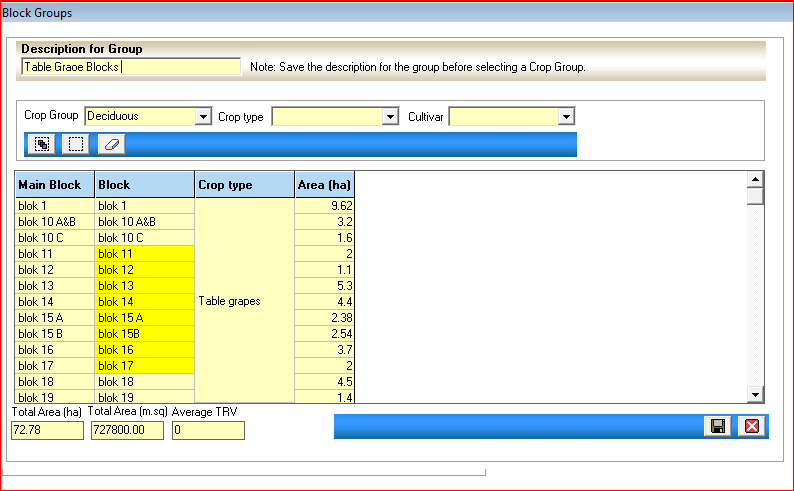 Block Groups
Description for Group
Table Graoe Blocks
Note: Save the description for the group before selecting a Crop Group.
Crop Group Deciduous Crop type Cultivar
Main Block Block Crop type Area (ha)
blok 1 blok 1 9.62
blok 10 A&B blok 10 A&B 3.2
blok 10 C blok 10 C 1.6
blok 11 blok 11 2
blok 12 blok 12 1.1
blok 13 blok 13 5.3
blok 14 blok 14 Table grapes 4.4
blok 15 A blok 15 A 2.38
blok 15 B blok 15B 2.54
blok 16 blok 16 3.7
blok 17 blok 17 2
blok 18 blok 18 4.5
blok 19 blok 19 1.4
Total Area (ha) Total Area (m.sq) Average TRV
72.78 727800.00 0